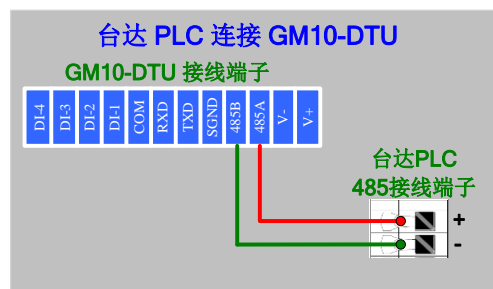 台达 PLC 连接 GM10-DTU
GM10-DTU 接线端子
DI-4 DI-3 DI-2 DI-1 COM RXD TXD SGND 485B 485A V- V+
台达PLC
485接线端子
+
-